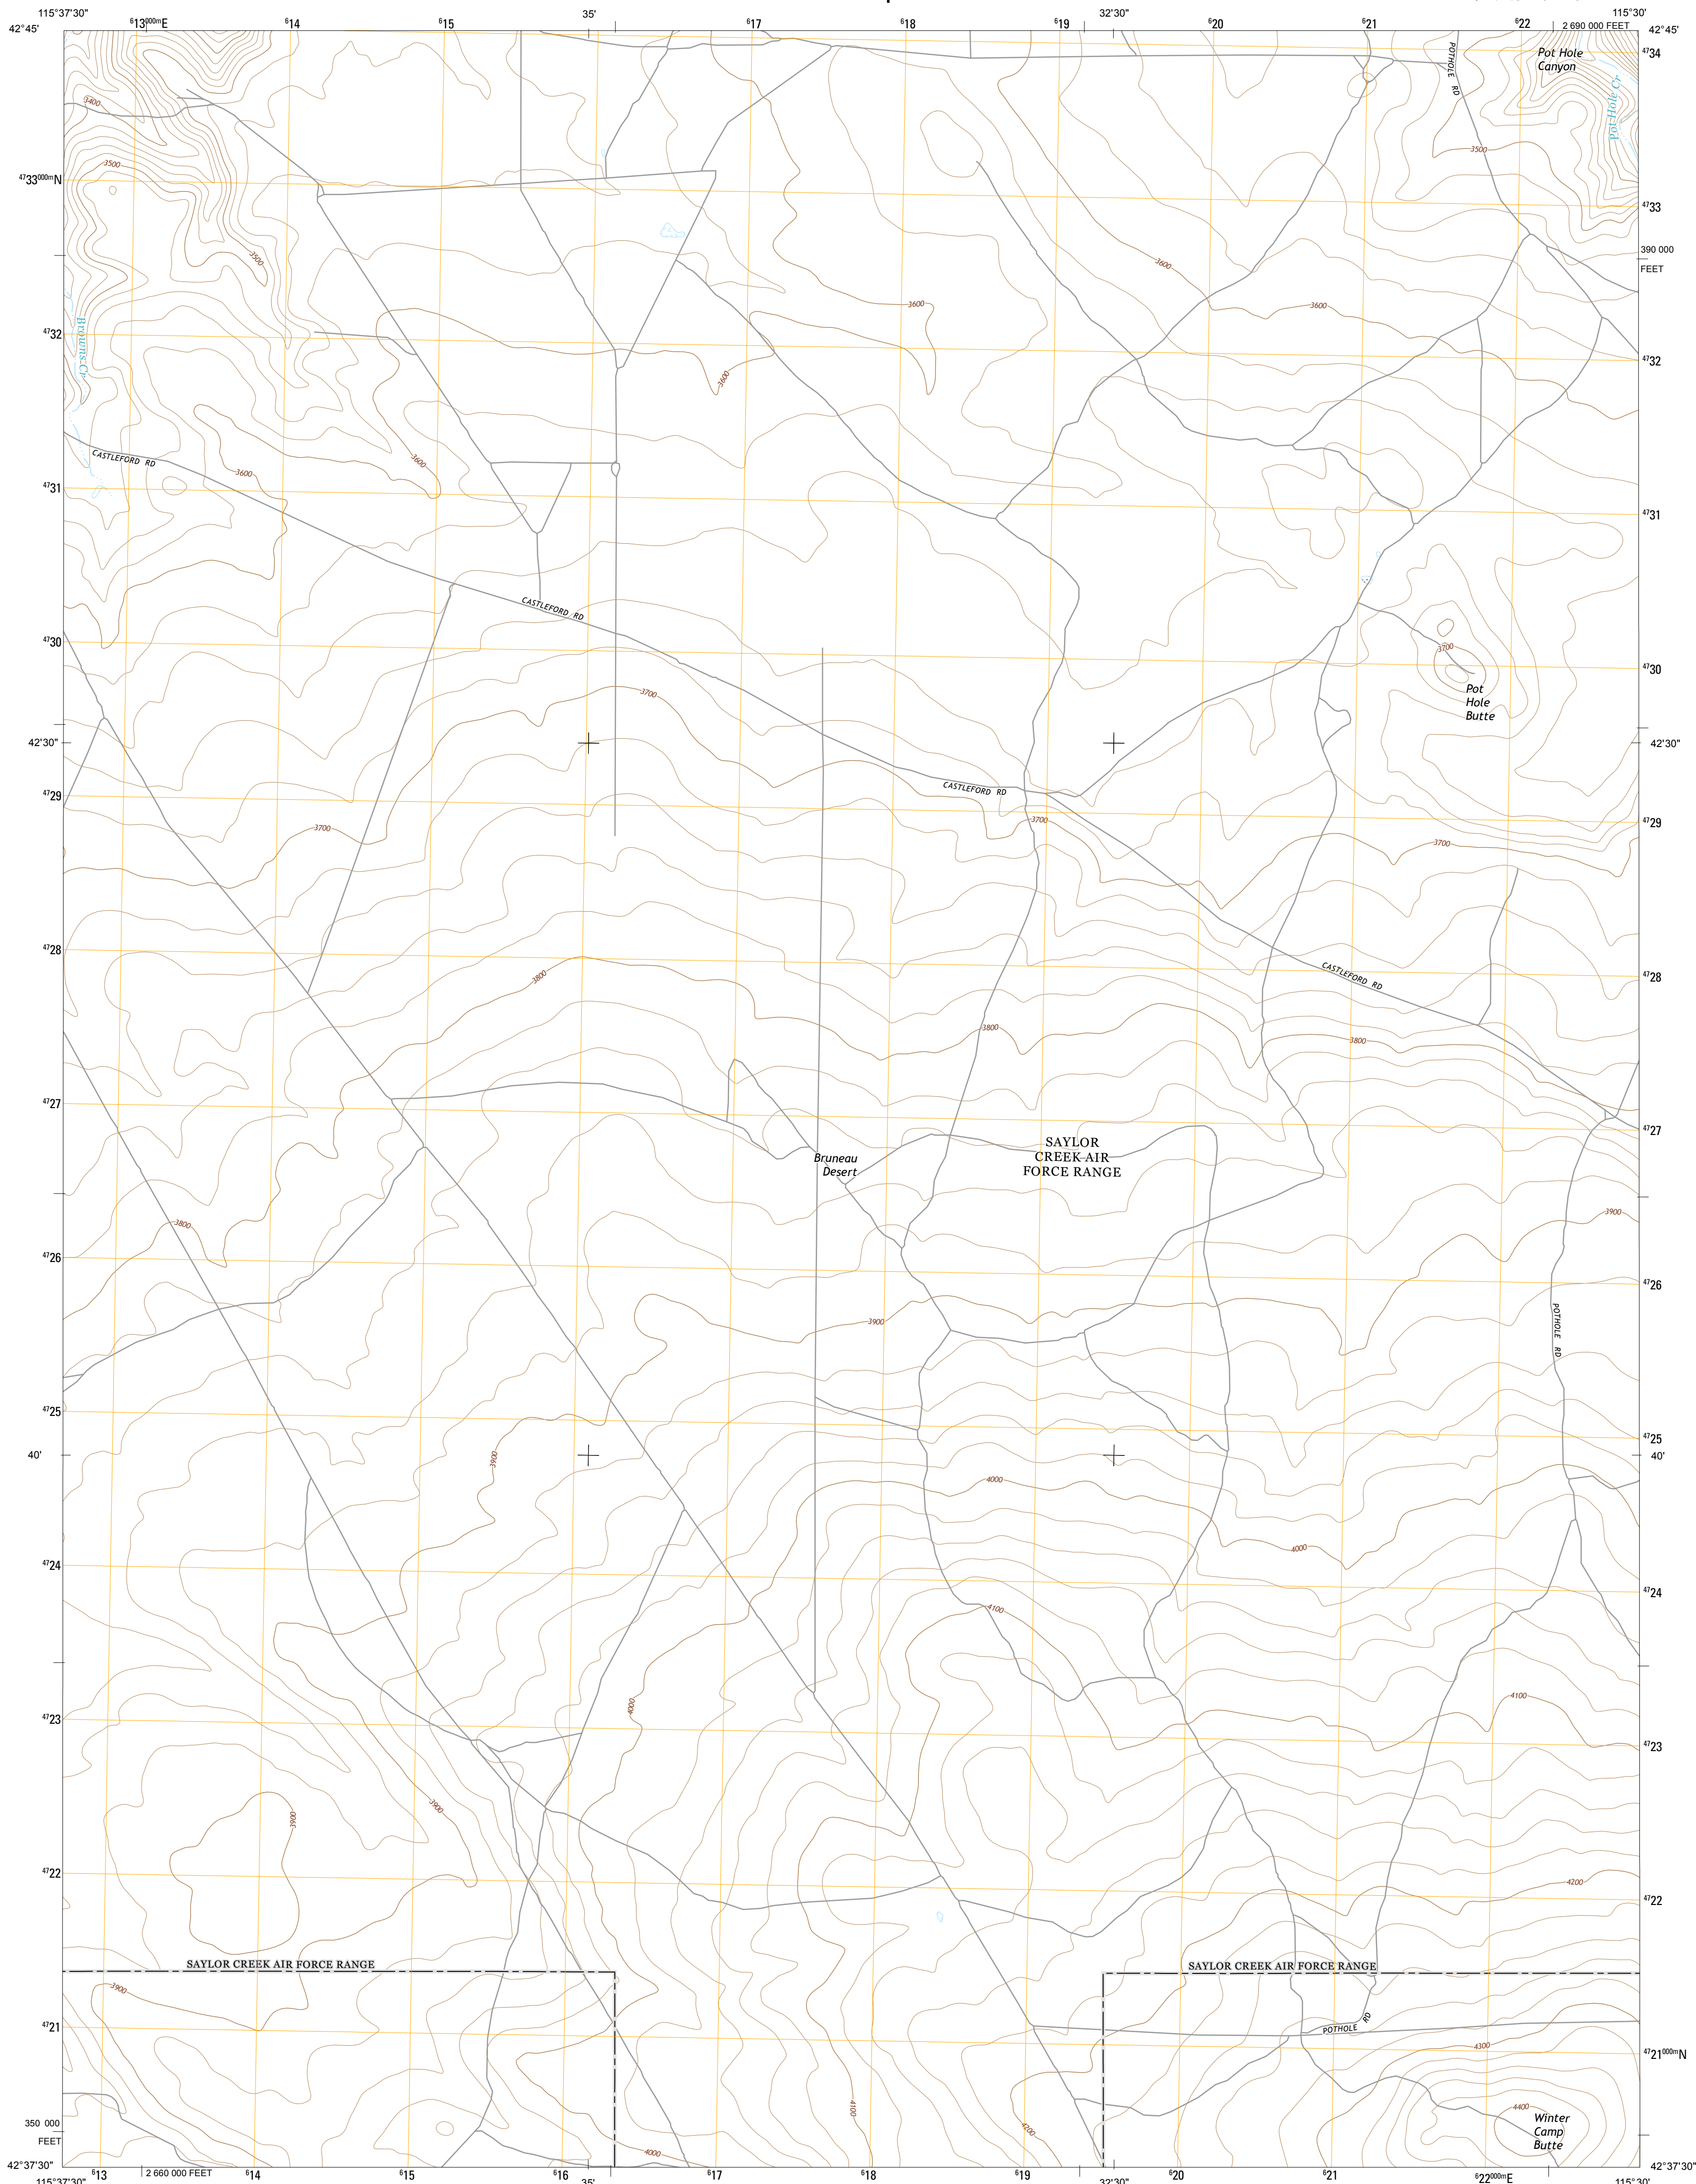 115°37'30" ⁶13⁰⁰⁰ᵐE ⁶14 ⁶15 35' ⁶17 ⁶18 ⁶19 32'30" ⁶20 ⁶21 ⁶22 2 690 000 FEET 115°30'
42°45' 42°45'
Pot Hole
Canyon
⁴⁷34
POTHOLE RD
Pot Hole Cr
3400
3500
3500
⁴⁷33⁰⁰⁰ᵐN
⁴⁷33
390 000
FEET
3500
3600
3600
3600
⁴⁷32
Browns Cr
⁴⁷32
3600
CASTLEFORD RD
3600
3600
⁴⁷31
⁴⁷31
CASTLEFORD RD
⁴⁷30
3700
⁴⁷30
Pot
Hole
Butte
3700
42'30"
42'30"
CASTLEFORD RD
⁴⁷29
3700
3700
⁴⁷29
3700
⁴⁷28
3800
CASTLEFORD RD
⁴⁷28
3800
3800
⁴⁷27
⁴⁷27
SAYLOR
CREEK AIR
FORCE RANGE
Bruneau
Desert
3800
3900
⁴⁷26
⁴⁷26
3900
POTHOLE RD
⁴⁷25
⁴⁷25
40'
40'
3900
4000
4000
⁴⁷24
⁴⁷24
4100
4000
4100
⁴⁷23
⁴⁷23
3900
3900
⁴⁷22
4200
⁴⁷22
SAYLOR CREEK AIR FORCE RANGE
SAYLOR CREEK AIR FORCE RANGE
3900
⁴⁷21
POTHOLE RD
4300
⁴⁷21⁰⁰⁰ᵐN
4100
4400
350 000
FEET
4200
Winter
Camp
Butte
4000
42°37'30" 42°37'30"
⁶13 2 660 000 FEET ⁶14 ⁶15 ⁶16 ⁶17 ⁶18 ⁶19 ⁶20 ⁶21 ⁶22⁰⁰⁰ᵐE
115°37'30" 35' 32'30" 115°30'